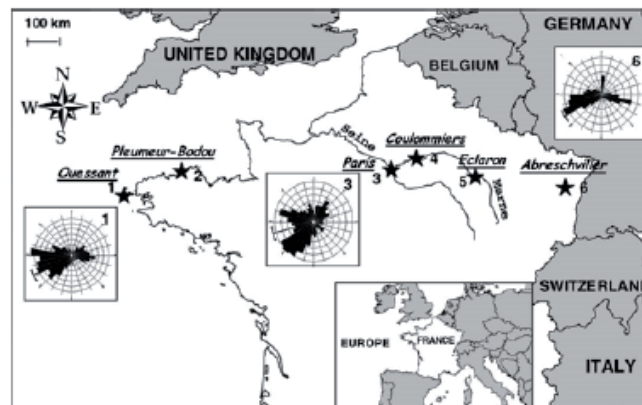 100 km
GERMANY
UNITED KINGDOM
BELGIUM
6
N
W E
S
Seine
Coulommiers
Pleumeur-Bodou
Paris
Eclaron
Abreschviller
Ouessant
1
2
3
4
5
6
Marne
3
1
SWITZERLAND
EUROPE
FRANCE
ITALY